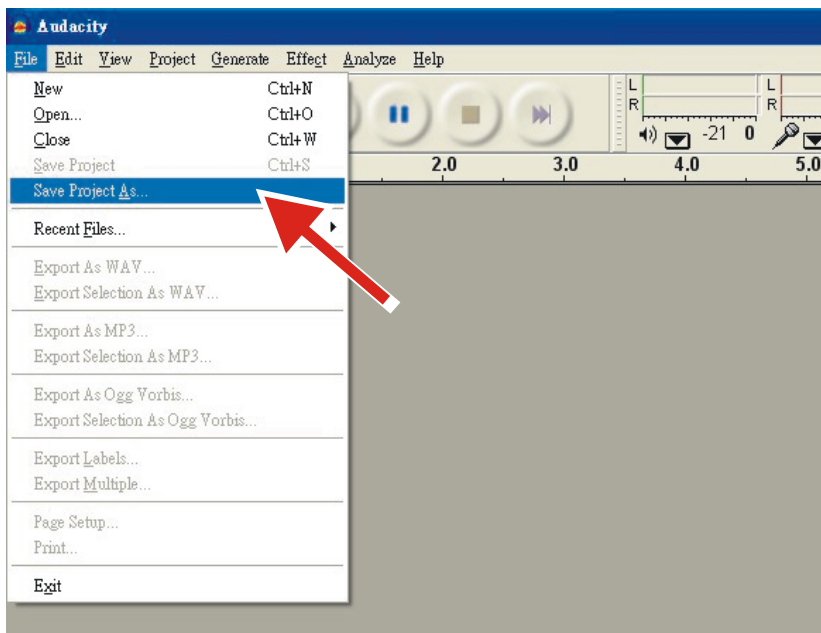 Audacity
File Edit View Project Generate Effect Analyze Help
New Ctrl+N
Open... Ctrl+O
Close Ctrl+W
Save Project Ctrl+S
Save Project As...
Recent Files...
Export As WAV...
Export Selection As WAV...
Export As MP3...
Export Selection As MP3...
Export As Ogg Vorbis...
Export Selection As Ogg Vorbis...
Export Labels...
Export Multiple...
Page Setup...
Print...
Exit
L L
R R
-21 0
2.0 3.0 4.0 5.0